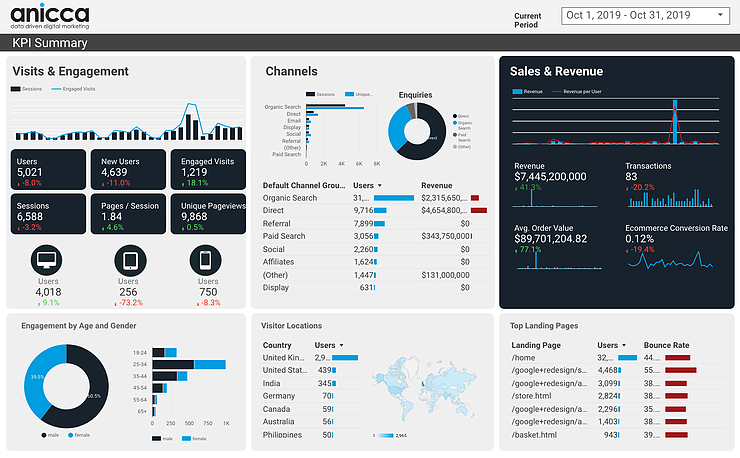 anicca
data driven digital marketing
Current Period
Oct 1, 2019 - Oct 31, 2019
KPI Summary
Visits & Engagement
Sessions
Engaged Visits
Users
5,021
-8.0%
New Users
4,639
-11.0%
Engaged Visits
1,219
18.1%
Sessions
6,588
-3.2%
Pages / Session
1.84
4.6%
Unique Pageviews
9,868
0.5%
Users
4,018
9.1%
Users
256
-73.2%
Users
750
-8.3%
Channels
Sessions
Unique...
Organic Search
Direct
Email
Display
Social
Referral
(Other)
Paid Search
0 2K 4K 6K 8K
Enquiries
Direct
Direct
Organic Search
Paid Search
(Other)
Default Channel Grou... Users Revenue
Organic Search 31,... $2,315,650,...
Direct 9,716 $4,654,800,...
Referral 7,899 $0
Paid Search 3,056 $343,750,000
Social 2,260 $0
Affiliates 1,624 $0
(Other) 1,447 $131,000,000
Display 631 $0
Sales & Revenue
Revenue
Revenue per User
Revenue
$7,445,200,000
41.3%
Transactions
83
-20.2%
Avg. Order Value
$89,701,204.82
77.1%
Ecommerce Conversion Rate
0.12%
-19.4%
Engagement by Age and Gender
39.5%
60.5%
male
female
18-24
25-34
35-44
45-54
55-64
65+
0 250 500 750 1K
male
female
Visitor Locations
Country Users
United Kin... 2,9...
United Stat... 439
India 345
Germany 70
Canada 59
Australia 56
Philippines 50
1 2,965
Top Landing Pages
Landing Page Users Bounce Rate
/home 32,... 44....
/google+redesign/s... 4,468 55....
/google+redesign/a... 3,099 38....
/store.html 2,824 38....
/google+redesign/a... 2,296 35....
/google+redesign/a... 1,403 38....
/basket.html 943 39....